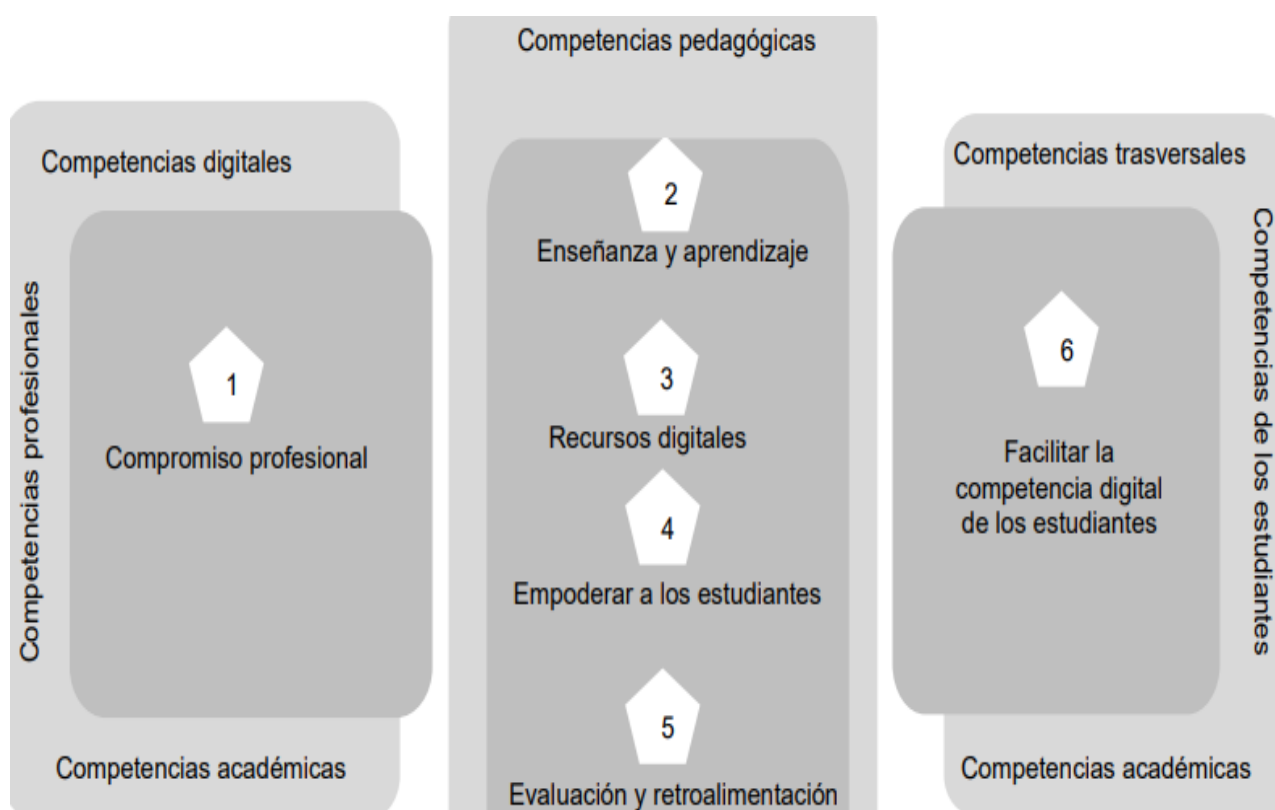 Competencias pedagógicas
Competencias digitales
Competencias trasversales
Competencias profesionales
1
Compromiso profesional
Competencias académicas
2
Enseñanza y aprendizaje
3
Recursos digitales
4
Empoderar a los estudiantes
5
Evaluación y retroalimentación
6
Facilitar la
competencia digital
de los estudiantes
Competencias de los estudiantes
Competencias académicas